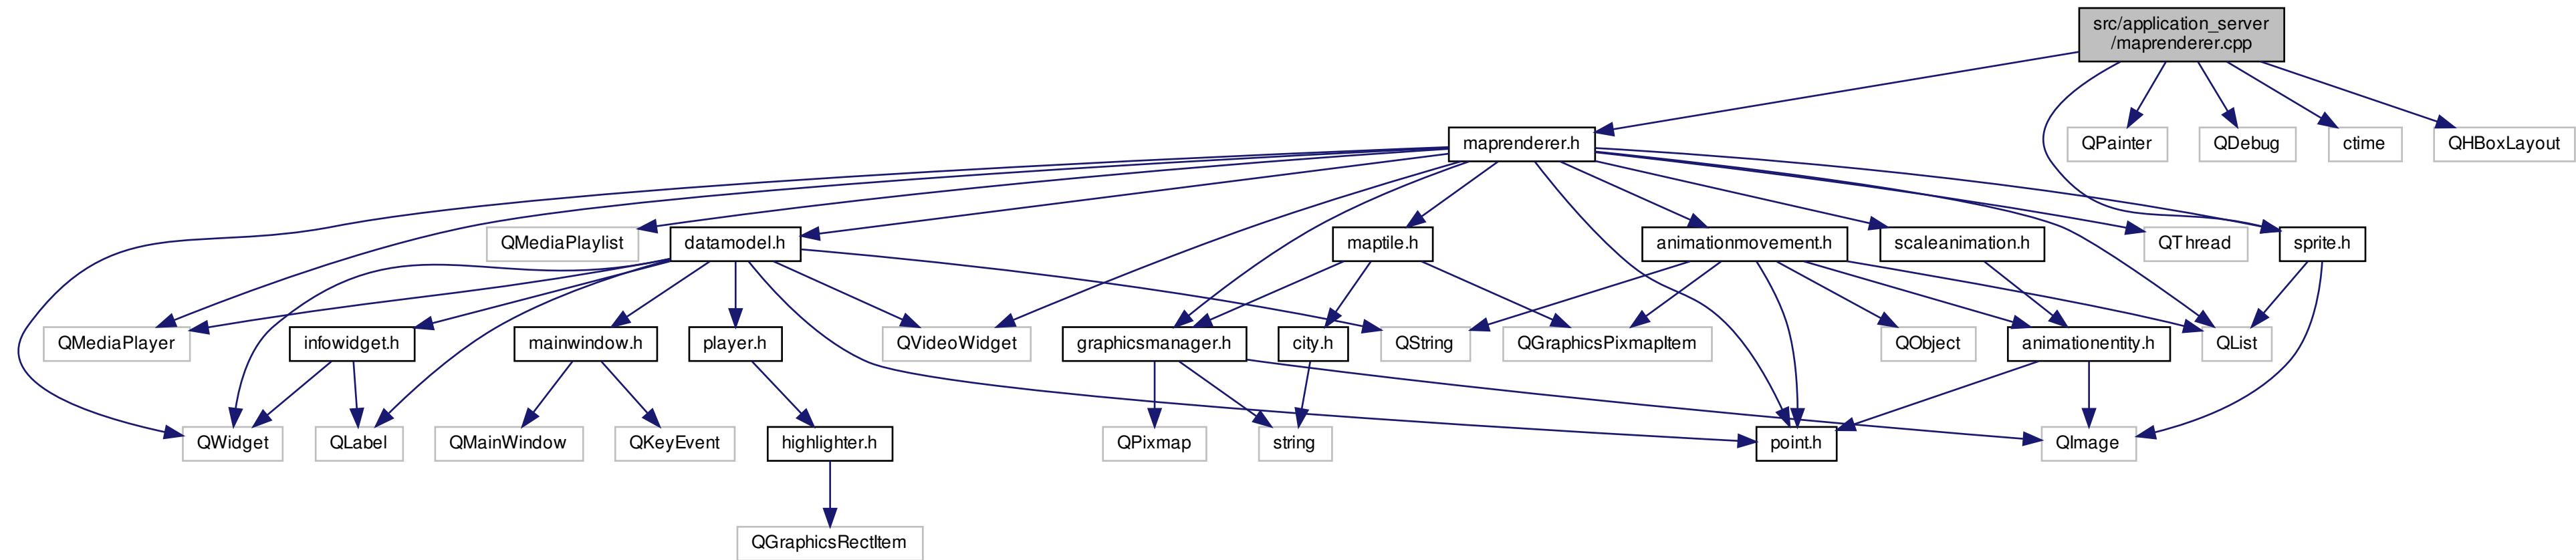 src/application_server
/maprenderer.cpp
maprenderer.h
QPainter
QDebug
ctime
QHBoxLayout
QMediaPlaylist
datamodel.h
maptile.h
animationmovement.h
scaleanimation.h
QThread
sprite.h
QMediaPlayer
infowidget.h
mainwindow.h
player.h
QVideoWidget
graphicsmanager.h
city.h
QString
QGraphicsPixmapItem
QObject
animationentity.h
QList
QWidget
QLabel
QMainWindow
QKeyEvent
highlighter.h
QPixmap
string
point.h
QImage
QGraphicsRectItem